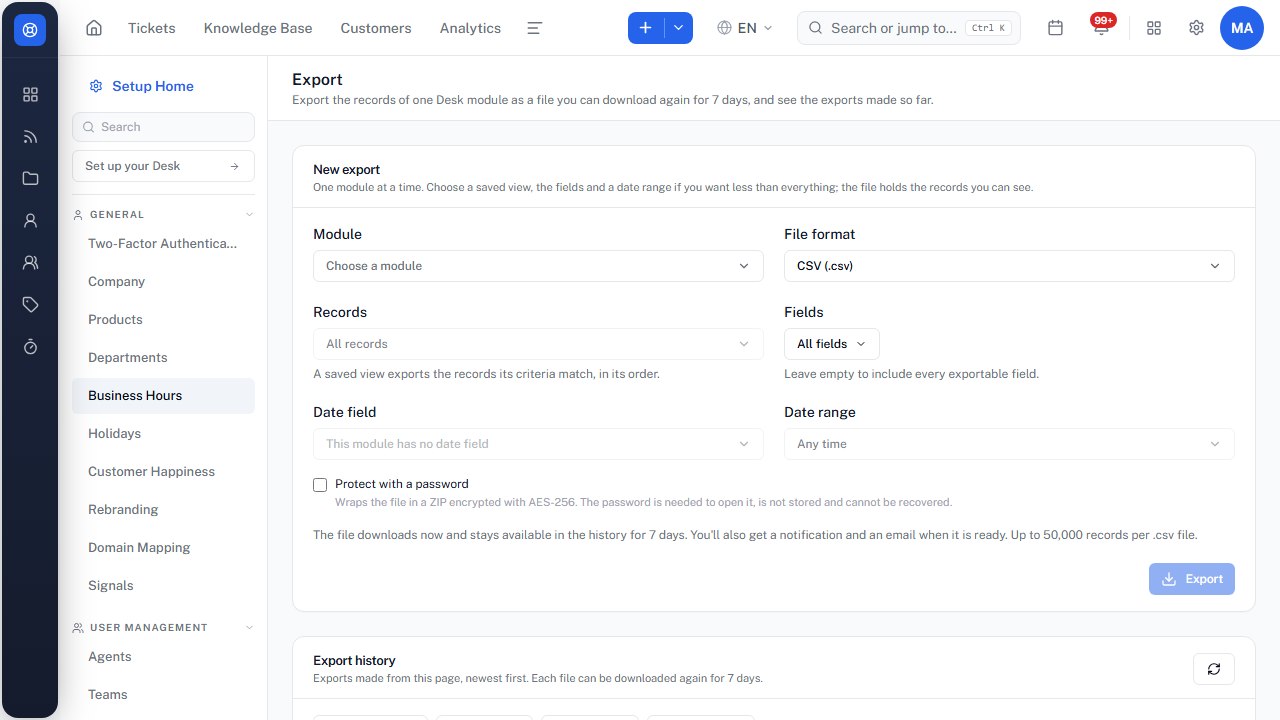 Tickets
Knowledge Base
Customers
Analytics
EN
Search or jump to...
Ctrl K
99+
MA
Setup Home
Search
Set up your Desk
GENERAL
Two-Factor Authentica...
Company
Products
Departments
Business Hours
Holidays
Customer Happiness
Rebranding
Domain Mapping
Signals
USER MANAGEMENT
Agents
Teams
Export
Export the records of one Desk module as a file you can download again for 7 days, and see the exports made so far.
New export
One module at a time. Choose a saved view, the fields and a date range if you want less than everything; the file holds the records you can see.
Module
File format
Choose a module
CSV (.csv)
Records
Fields
All records
All fields
A saved view exports the records its criteria match, in its order.
Leave empty to include every exportable field.
Date field
Date range
This module has no date field
Any time
Protect with a password
Wraps the file in a ZIP encrypted with AES-256. The password is needed to open it, is not stored and cannot be recovered.
The file downloads now and stays available in the history for 7 days. You'll also get a notification and an email when it is ready. Up to 50,000 records per .csv file.
Export
Export history
Exports made from this page, newest first. Each file can be downloaded again for 7 days.